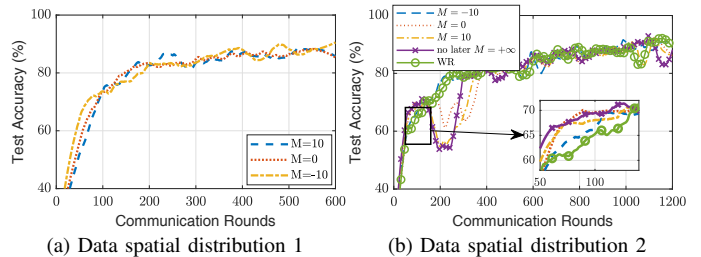 100
80
60
40
Test Accuracy (%)
M=10
M=0
M=-10
0 100 200 300 400 500 600
Communication Rounds
(a) Data spatial distribution 1
100
80
60
40
Test Accuracy (%)
M = −10
M = 0
M = 10
no later M = +∞
WR
70
65
60
50 100
0 200 400 600 800 1000 1200
Communication Rounds
(b) Data spatial distribution 2